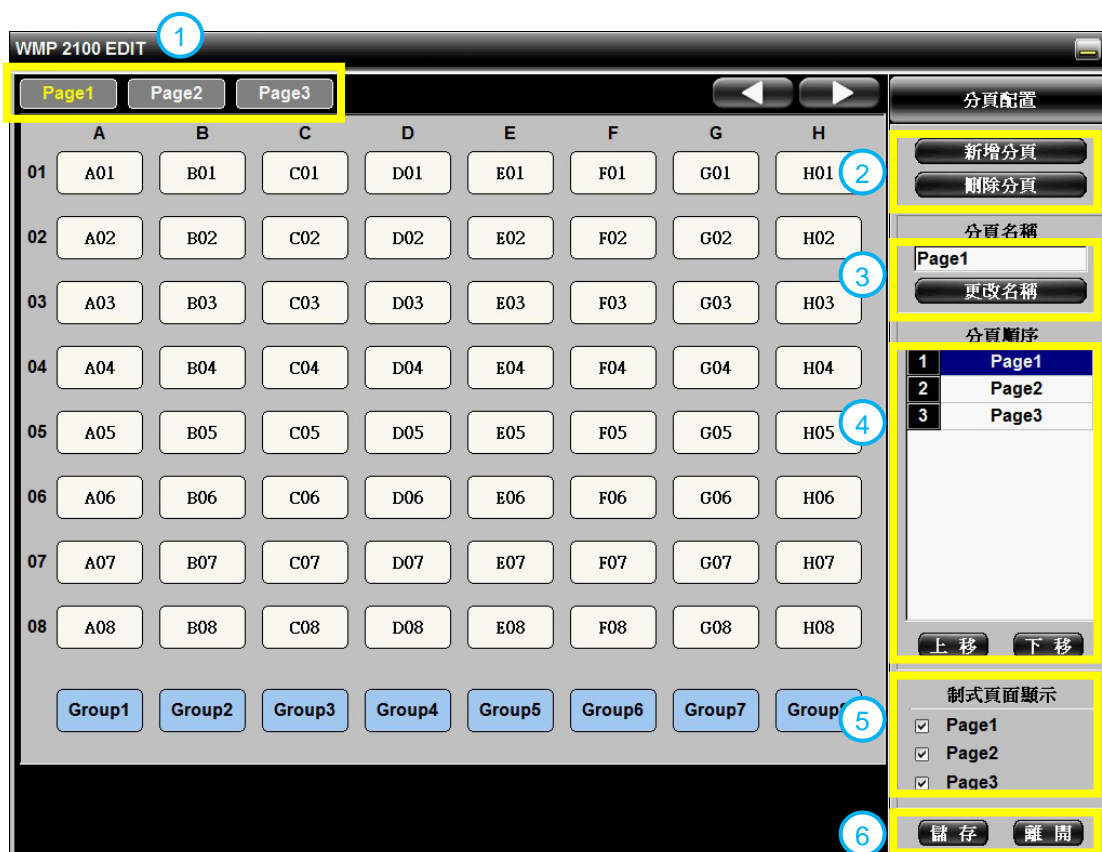 1
WMP 2100 EDIT
Page1 Page2 Page3
A B C D E F G H
01 A01 B01 C01 D01 E01 F01 G01 H01
02 A02 B02 C02 D02 E02 F02 G02 H02
03 A03 B03 C03 D03 E03 F03 G03 H03
04 A04 B04 C04 D04 E04 F04 G04 H04
05 A05 B05 C05 D05 E05 F05 G05 H05
06 A06 B06 C06 D06 E06 F06 G06 H06
07 A07 B07 C07 D07 E07 F07 G07 H07
08 A08 B08 C08 D08 E08 F08 G08 H08
Group1 Group2 Group3 Group4 Group5 Group6 Group7
分頁配置
2
新增分頁
刪除分頁
分頁名稱
3
Page1
更改名稱
分頁順序
4
1 Page1
2 Page2
3 Page3
上移 下移
5
制式頁面顯示
Page1
Page2
Page3
6
儲存 離開